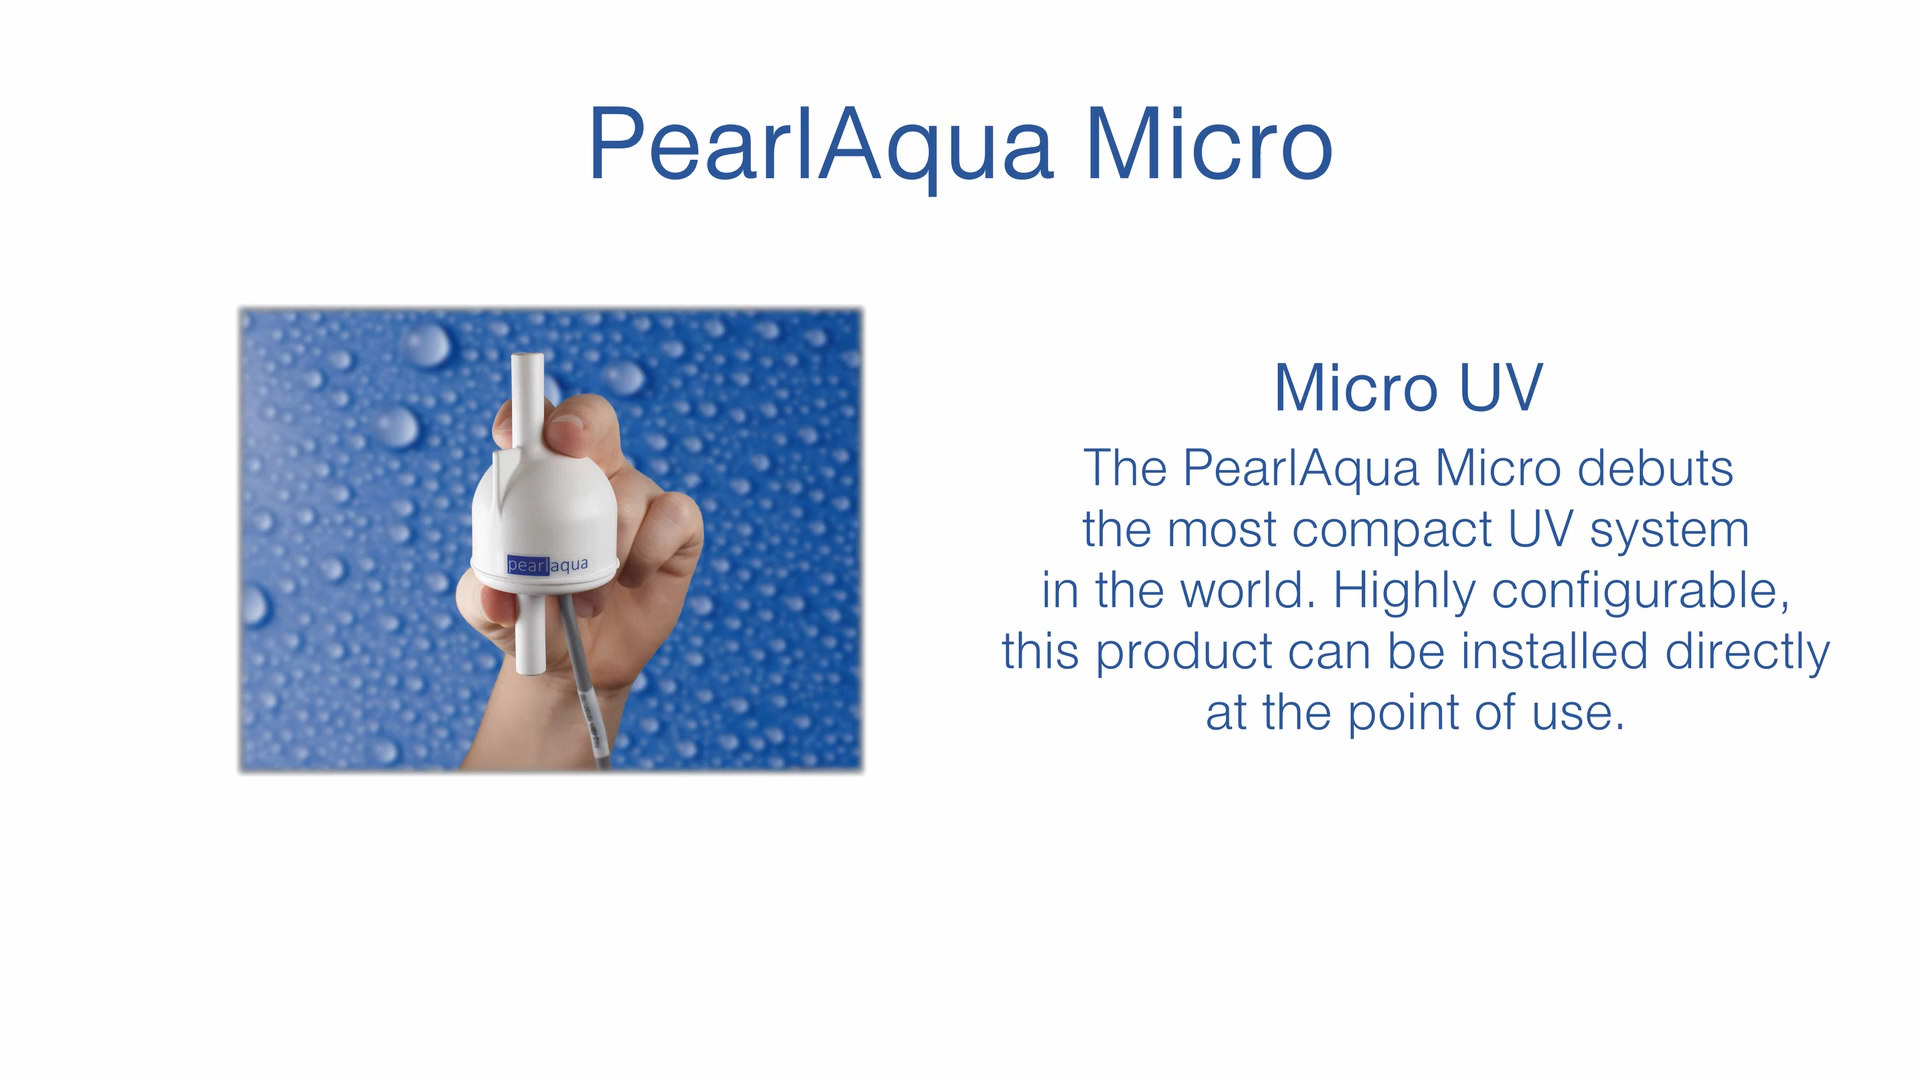 PearlAqua Micro
pearlaqua
Micro UV
The PearlAqua Micro debuts
the most compact UV system
in the world. Highly configurable,
this product can be installed directly
at the point of use.